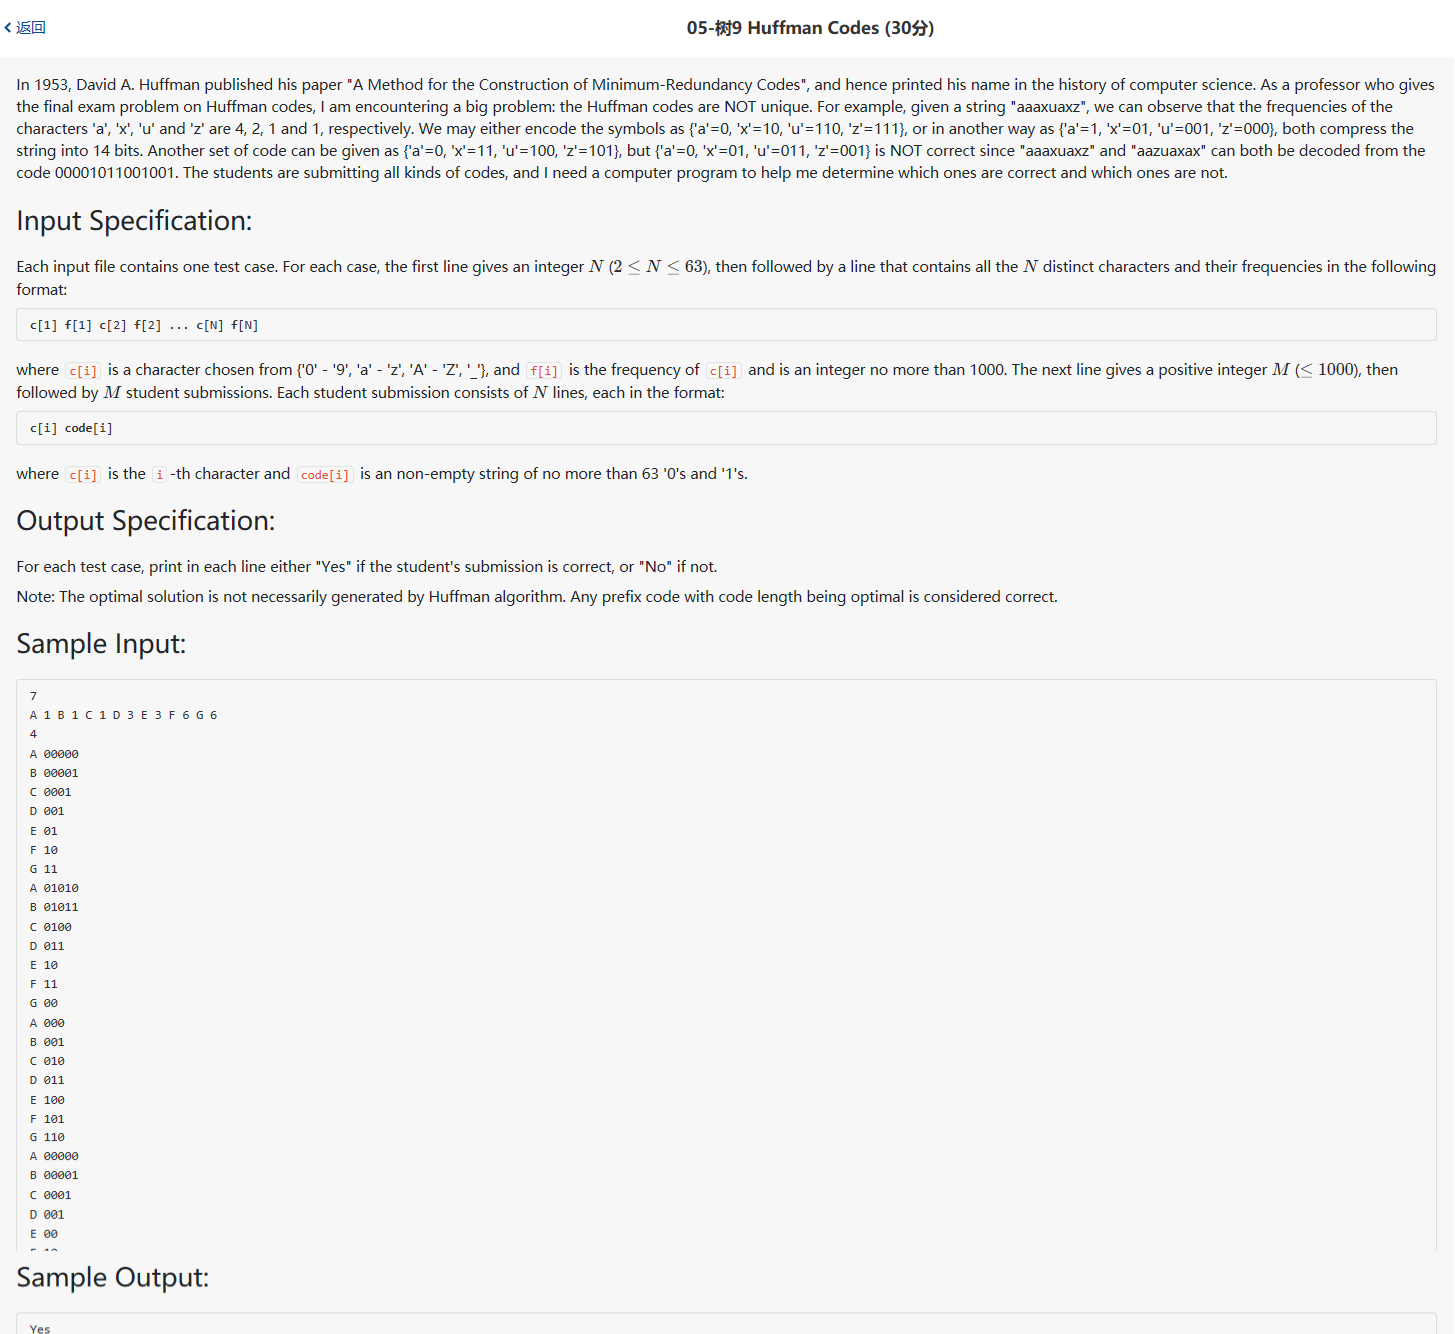 返回
05-树9 Huffman Codes (30分)
In 1953, David A. Huffman published his paper "A Method for the Construction of Minimum-Redundancy Codes", and hence printed his name in the history of computer science. As a professor who gives
the final exam problem on Huffman codes, I am encountering a big problem: the Huffman codes are NOT unique. For example, given a string "aaaxuaxz", we can observe that the frequencies of the
characters 'a', 'x', 'u' and 'z' are 4, 2, 1 and 1, respectively. We may either encode the symbols as {'a'=0, 'x'=10, 'u'=110, 'z'=111}, or in another way as {'a'=1, 'x'=01, 'u'=001, 'z'=000}, both compress the
string into 14 bits. Another set of code can be given as {'a'=0, 'x'=11, 'u'=100, 'z'=101}, but {'a'=0, 'x'=01, 'u'=011, 'z'=001} is NOT correct since "aaaxuaxz" and "aazuaxax" can both be decoded from the
code 00001011001001. The students are submitting all kinds of codes, and I need a computer program to help me determine which ones are correct and which ones are not.
Input Specification:
Each input file contains one test case. For each case, the first line gives an integer N (2 ≤ N ≤ 63), then followed by a line that contains all the N distinct characters and their frequencies in the following
format:
c[1] f[1] c[2] f[2] ... c[N] f[N]
where c[i] is a character chosen from {'0' - '9', 'a' - 'z', 'A' - 'Z', '_'}, and f[i] is the frequency of c[i] and is an integer no more than 1000. The next line gives a positive integer M (≤ 1000), then
followed by M student submissions. Each student submission consists of N lines, each in the format:
c[i] code[i]
where c[i] is the i -th character and code[i] is an non-empty string of no more than 63 '0's and '1's.
Output Specification:
For each test case, print in each line either "Yes" if the student's submission is correct, or "No" if not.
Note: The optimal solution is not necessarily generated by Huffman algorithm. Any prefix code with code length being optimal is considered correct.
Sample Input:
7
A 1 B 1 C 1 D 3 E 3 F 6 G 6
4
A 00000
B 00001
C 0001
D 001
E 01
F 10
G 11
A 01010
B 01011
C 0100
D 011
E 10
F 11
G 00
A 000
B 001
C 010
D 011
E 100
F 101
G 110
A 00000
B 00001
C 0001
D 001
E 00
Sample Output:
Yes